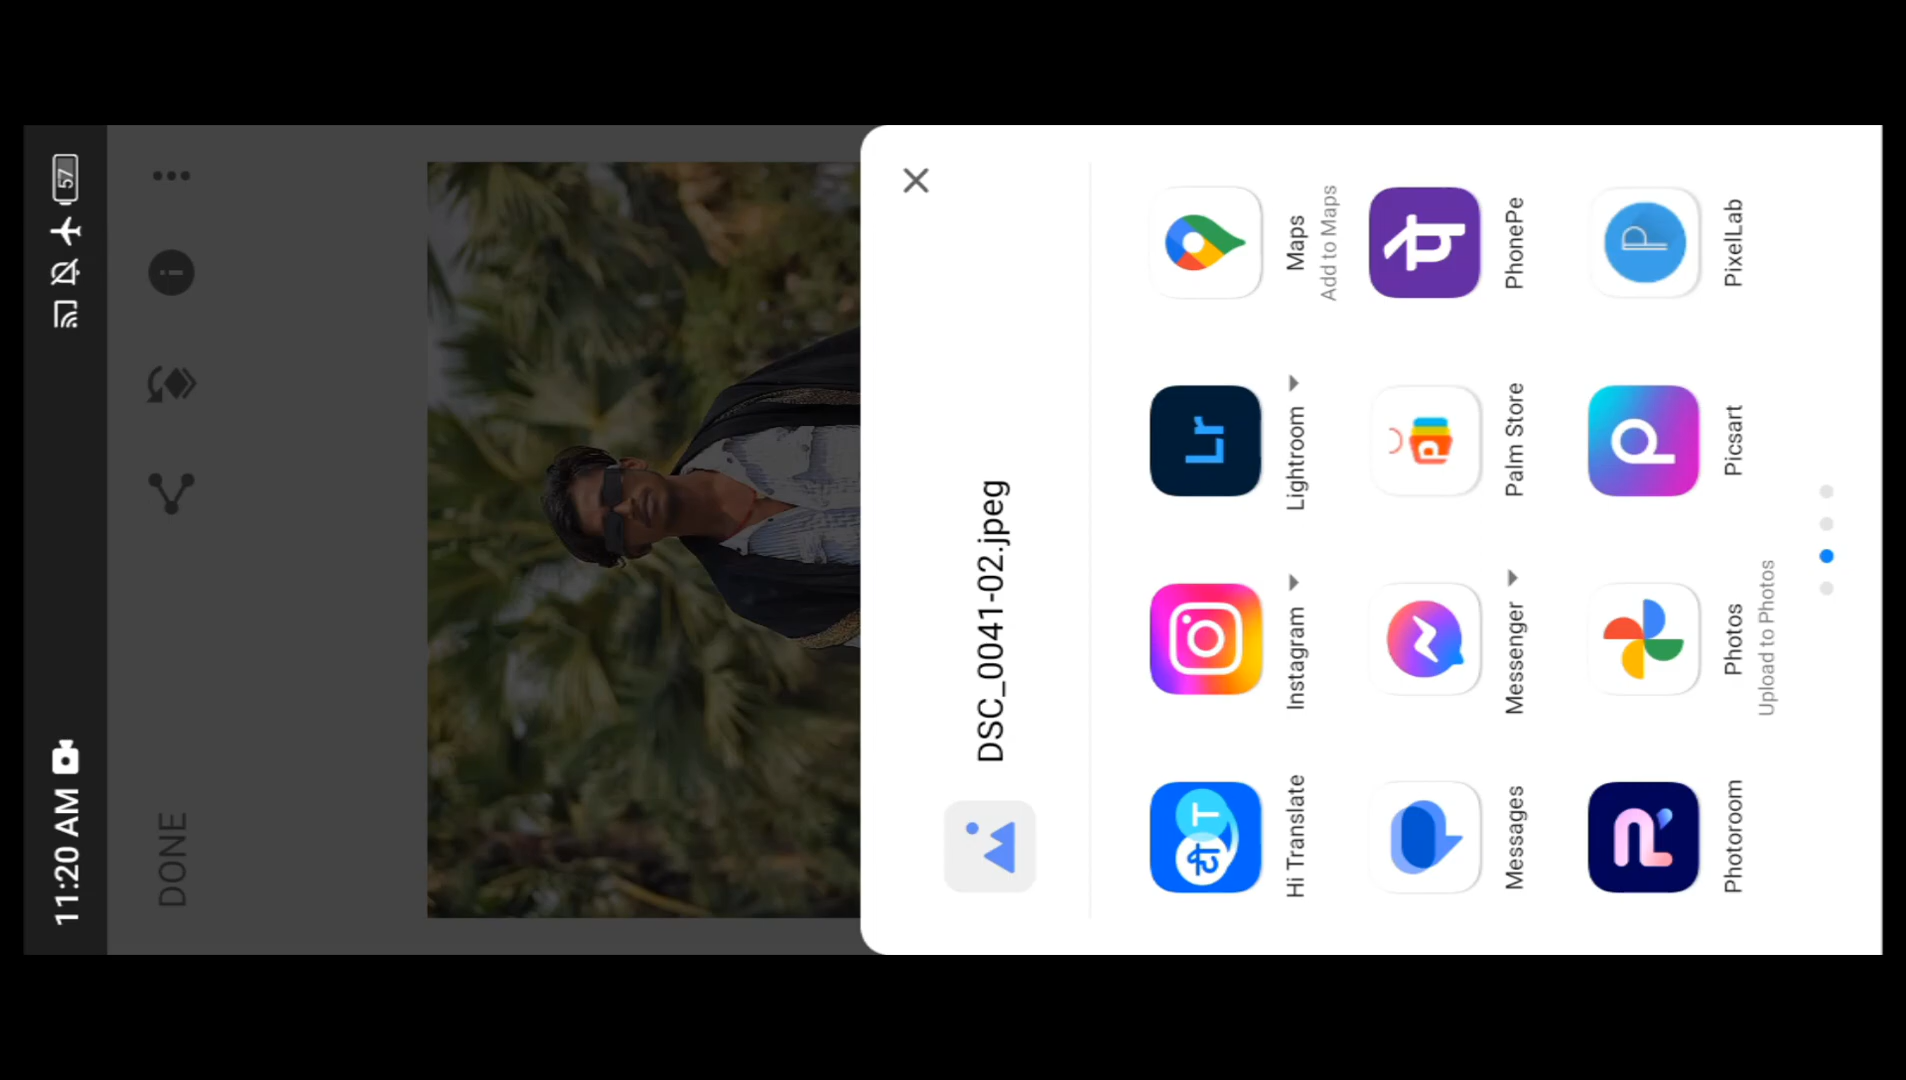 11:20 AM
57
DONE
DSC_0041-02.jpeg
Hi Translate
Instagram
Lightroom
Maps
Add to Maps
Messages
Messenger
Palm Store
PhonePe
Photoroom
Photos
Upload to Photos
Picsart
PixelLab